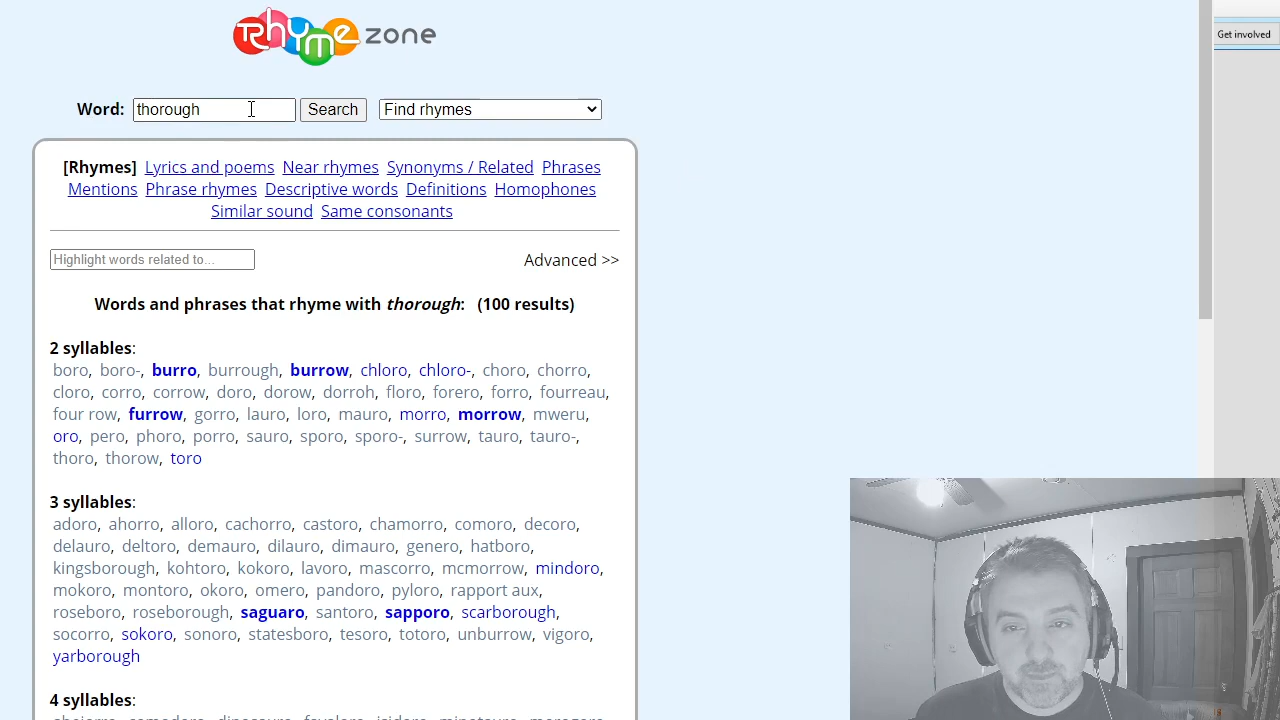 Rhyme zone
Get involved
Word: thorough Search Find rhymes
[Rhymes] Lyrics and poems Near rhymes Synonyms / Related Phrases
Mentions Phrase rhymes Descriptive words Definitions Homophones
Similar sound Same consonants
Highlight words related to... Advanced >>
Words and phrases that rhyme with thorough: (100 results)
2 syllables:
boro, boro-, burro, burrough, burrow, chloro, chloro-, choro, chorro,
cloro, corro, corrow, doro, dorow, dorroh, floro, forero, forro, fourreau,
four row, furrow, gorro, lauro, loro, mauro, morro, morrow, mweru,
oro, pero, phoro, porro, sauro, sporo, sporo-, surrow, tauro, tauro-,
thoro, thorow, toro
3 syllables:
adoro, ahorro, alloro, cachorro, castoro, chamorro, comoro, decoro,
delauro, deltoro, demauro, dilauro, dimauro, genero, hatboro,
kingsborough, kohtoro, kokoro, lavoro, mascorro, mcmorrow, mindoro,
mokoro, montoro, okoro, omero, pandoro, pyloro, rapport aux,
roseboro, roseborough, saguaro, santoro, sapporo, scarborough,
socorro, sokoro, sonoro, statesboro, tesoro, totoro, unburrow, vigoro,
yarborough
4 syllables: